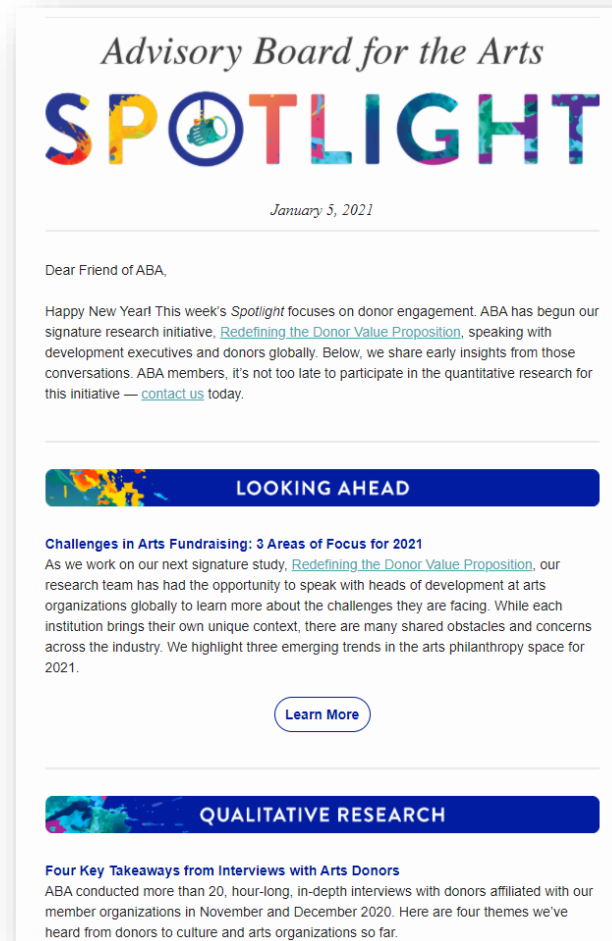 Advisory Board for the Arts
SPOTLIGHT
January 5, 2021
Dear Friend of ABA,
Happy New Year! This week's Spotlight focuses on donor engagement. ABA has begun our
signature research initiative, Redefining the Donor Value Proposition, speaking with
development executives and donors globally. Below, we share early insights from those
conversations. ABA members, it's not too late to participate in the quantitative research for
this initiative — contact us today.
LOOKING AHEAD
Challenges in Arts Fundraising: 3 Areas of Focus for 2021
As we work on our next signature study, Redefining the Donor Value Proposition, our
research team has had the opportunity to speak with heads of development at arts
organizations globally to learn more about the challenges they are facing. While each
institution brings their own unique context, there are many shared obstacles and concerns
across the industry. We highlight three emerging trends in the arts philanthropy space for
2021.
Learn More
QUALITATIVE RESEARCH
Four Key Takeaways from Interviews with Arts Donors
ABA conducted more than 20, hour-long, in-depth interviews with donors affiliated with our
member organizations in November and December 2020. Here are four themes we've
heard from donors to culture and arts organizations so far.